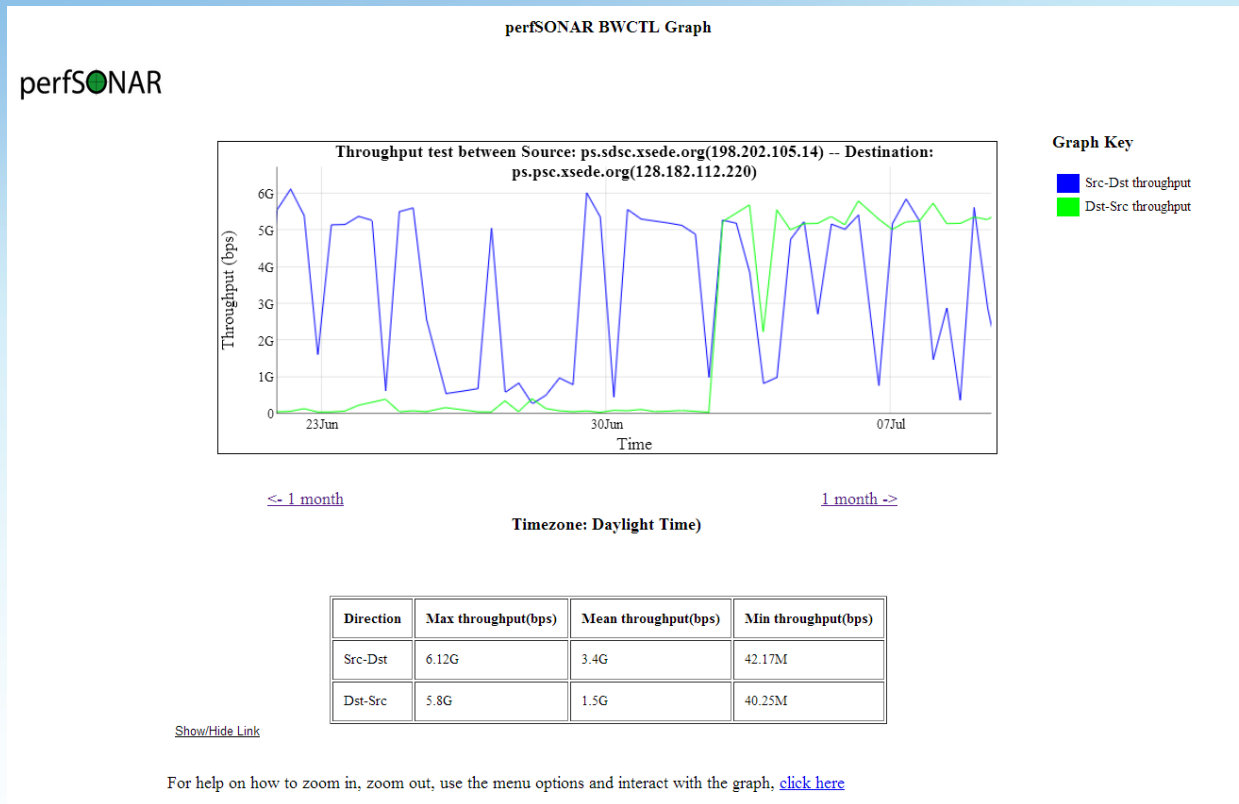 perfSONAR BWCTL Graph
perfSONAR
Graph Key
Src-Dst throughput
Dst-Src throughput
Throughput test between Source: ps.sdsc.xsede.org(198.202.105.14) -- Destination:
ps.psc.xsede.org(128.182.112.220)
Throughput (bps)
6G
5G
4G
3G
2G
1G
0
23Jun 30Jun 07Jul
Time
<- 1 month 1 month ->
Timezone: Daylight Time)
Direction Max throughput(bps) Mean throughput(bps) Min throughput(bps)
Src-Dst 6.12G 3.4G 42.17M
Dst-Src 5.8G 1.5G 40.25M
Show/Hide Link
For help on how to zoom in, zoom out, use the menu options and interact with the graph, click here